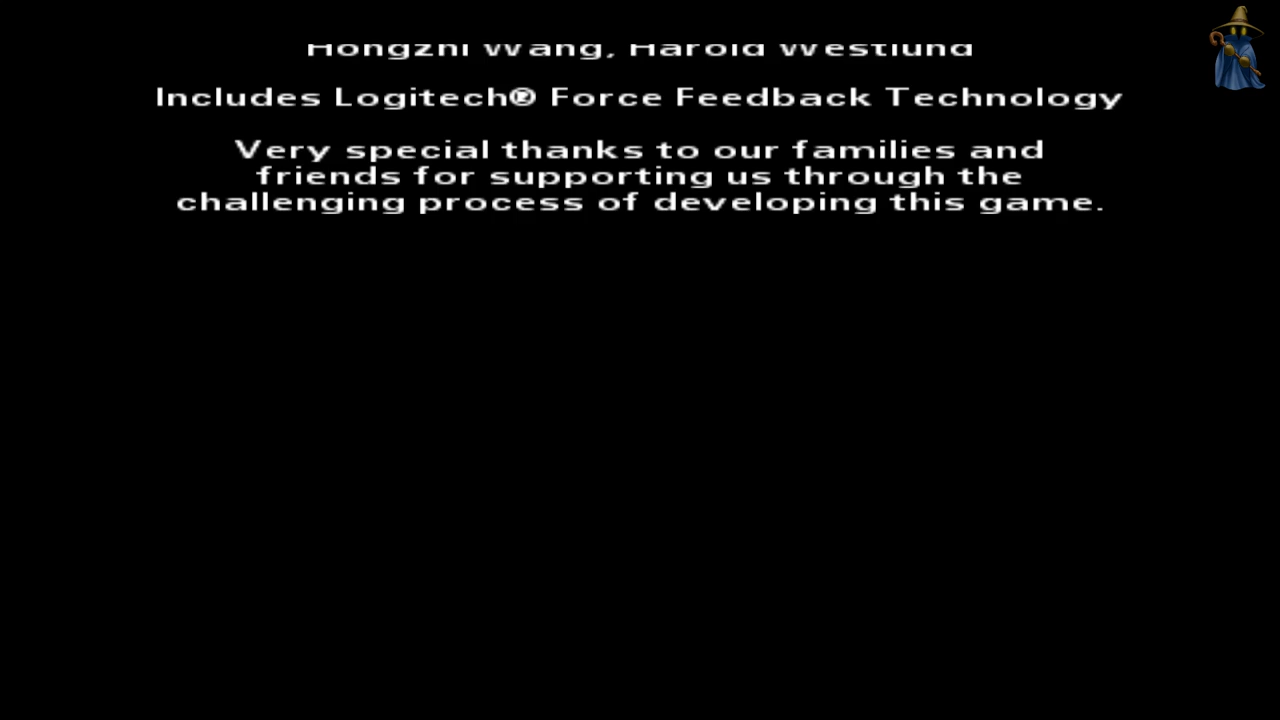 Hongzhi Wang, Harold Westlund
Includes Logitech® Force Feedback Technology
Very special thanks to our families and
friends for supporting us through the
challenging process of developing this game.